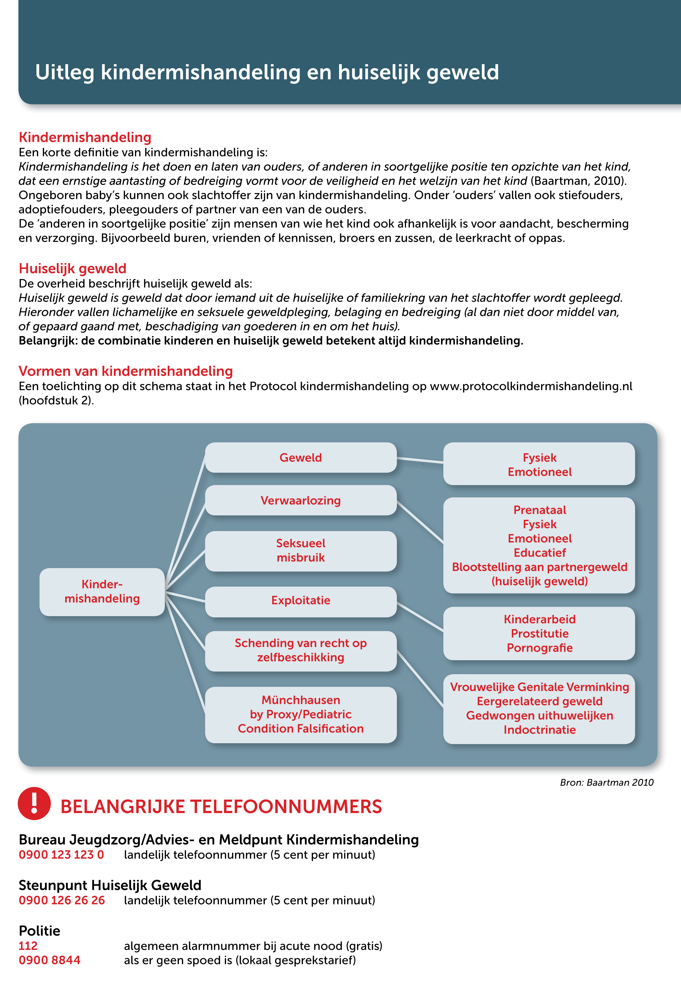 Uitleg kindermishandeling en huiselijk geweld
Kindermishandeling
Een korte definitie van kindermishandeling is:
Kindermishandeling is het doen en laten van ouders, of anderen in soortgelijke positie ten opzichte van het kind,
dat een ernstige aantasting of bedreiging vormt voor de veiligheid en het welzijn van het kind (Baartman, 2010).
Ongeboren baby’s kunnen ook slachtoffer zijn van kindermishandeling. Onder ‘ouders’ vallen ook stiefouders,
adoptiefouders, pleegouders of partner van een van de ouders.
De ‘anderen in soortgelijke positie’ zijn mensen van wie het kind ook afhankelijk is voor aandacht, bescherming
en verzorging. Bijvoorbeeld buren, vrienden of kennissen, broers en zussen, de leerkracht of oppas.
Huiselijk geweld
De overheid beschrijft huiselijk geweld als:
Huiselijk geweld is geweld dat door iemand uit de huiselijke of familiekring van het slachtoffer wordt gepleegd.
Hieronder vallen lichamelijke en seksuele geweldpleging, belaging en bedreiging (al dan niet door middel van,
of gepaard gaand met, beschadiging van goederen in en om het huis).
Belangrijk: de combinatie kinderen en huiselijk geweld betekent altijd kindermishandeling.
Vormen van kindermishandeling
Een toelichting op dit schema staat in het Protocol kindermishandeling op www.protocolkindermishandeling.nl
(hoofdstuk 2).
Kinder-
mishandeling
Geweld
Verwaarlozing
Seksueel
misbruik
Exploitatie
Schending van recht op
zelfbeschikking
Münchhausen
by Proxy/Pediatric
Condition Falsification
Fysiek
Emotioneel
Prenataal
Fysiek
Emotioneel
Educatief
Blootstelling aan partnergeweld
(huiselijk geweld)
Kinderarbeid
Prostitutie
Pornografie
Vrouwelijke Genitale Verminking
Eergerelateerd geweld
Gedwongen uithuwelijken
Indoctrinatie
Bron: Baartman 2010
! BELANGRIJKE TELEFOONNUMMERS
Bureau Jeugdzorg/Advies- en Meldpunt Kindermishandeling
0900 123 123 0 landelijk telefoonnummer (5 cent per minuut)
Steunpunt Huiselijk Geweld
0900 126 26 26 landelijk telefoonnummer (5 cent per minuut)
Politie
112 algemeen alarmnummer bij acute nood (gratis)
0900 8844 als er geen spoed is (lokaal gesprekstarief)